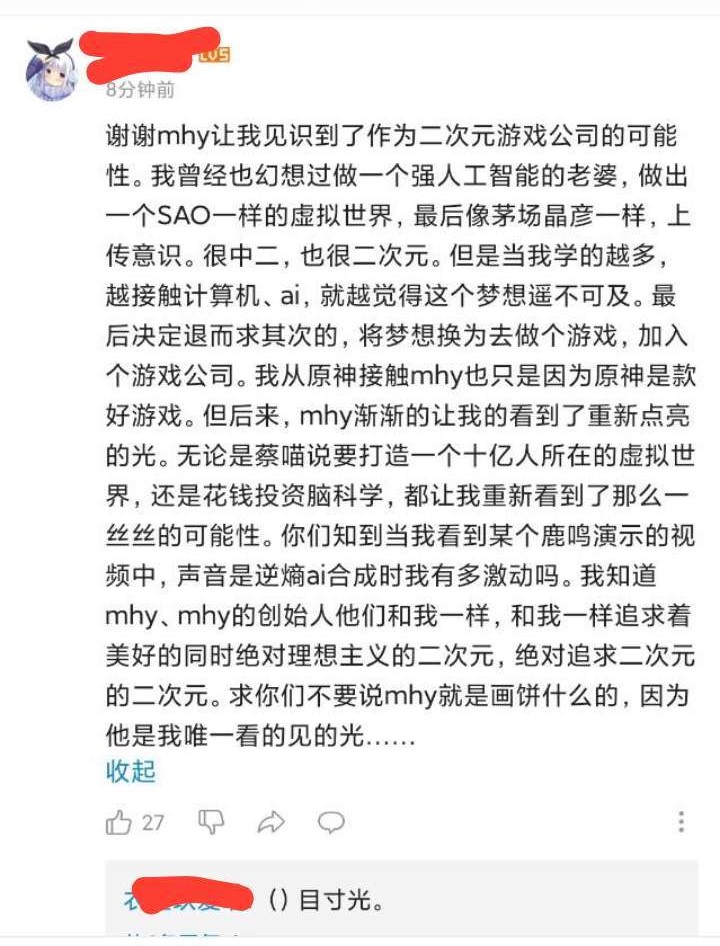 LV5
8分钟前
谢谢mhy让我见识到了作为二次元游戏公司的可能
性。我曾经也幻想过做一个强人工智能的老婆，做出
一个SAO一样的虚拟世界，最后像茅场晶彦一样，上
传意识。很中二，也很二次元。但是当我学的越多，
越接触计算机、ai，就越觉得这个梦想遥不可及。最
后决定退而求其次的，将梦想换为去做个游戏，加入
个游戏公司。我从原神接触mhy也只是因为原神是款
好游戏。但后来，mhy渐渐的让我的看到了重新点亮
的光。无论是蔡喵说要打造一个十亿人所在的虚拟世
界，还是花钱投资脑科学，都让我重新看到了那么一
丝丝的可能性。你们知到当我看到某个鹿鸣演示的视
频中，声音是逆熵ai合成时我有多激动吗。我知道
mhy、mhy的创始人他们和我一样，和我一样追求着
美好的同时绝对理想主义的二次元，绝对追求二次元
的二次元。求你们不要说mhy就是画饼什么的，因为
他是我唯一看的见的光......
收起
27
（）目寸光。